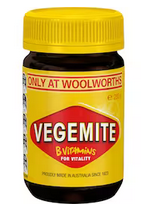 ONLY AT WOOLWORTHS
VEGEMITE
B VITAMINS
FOR VITALITY
PROUDLY MADE IN AUSTRALIA SINCE 1923